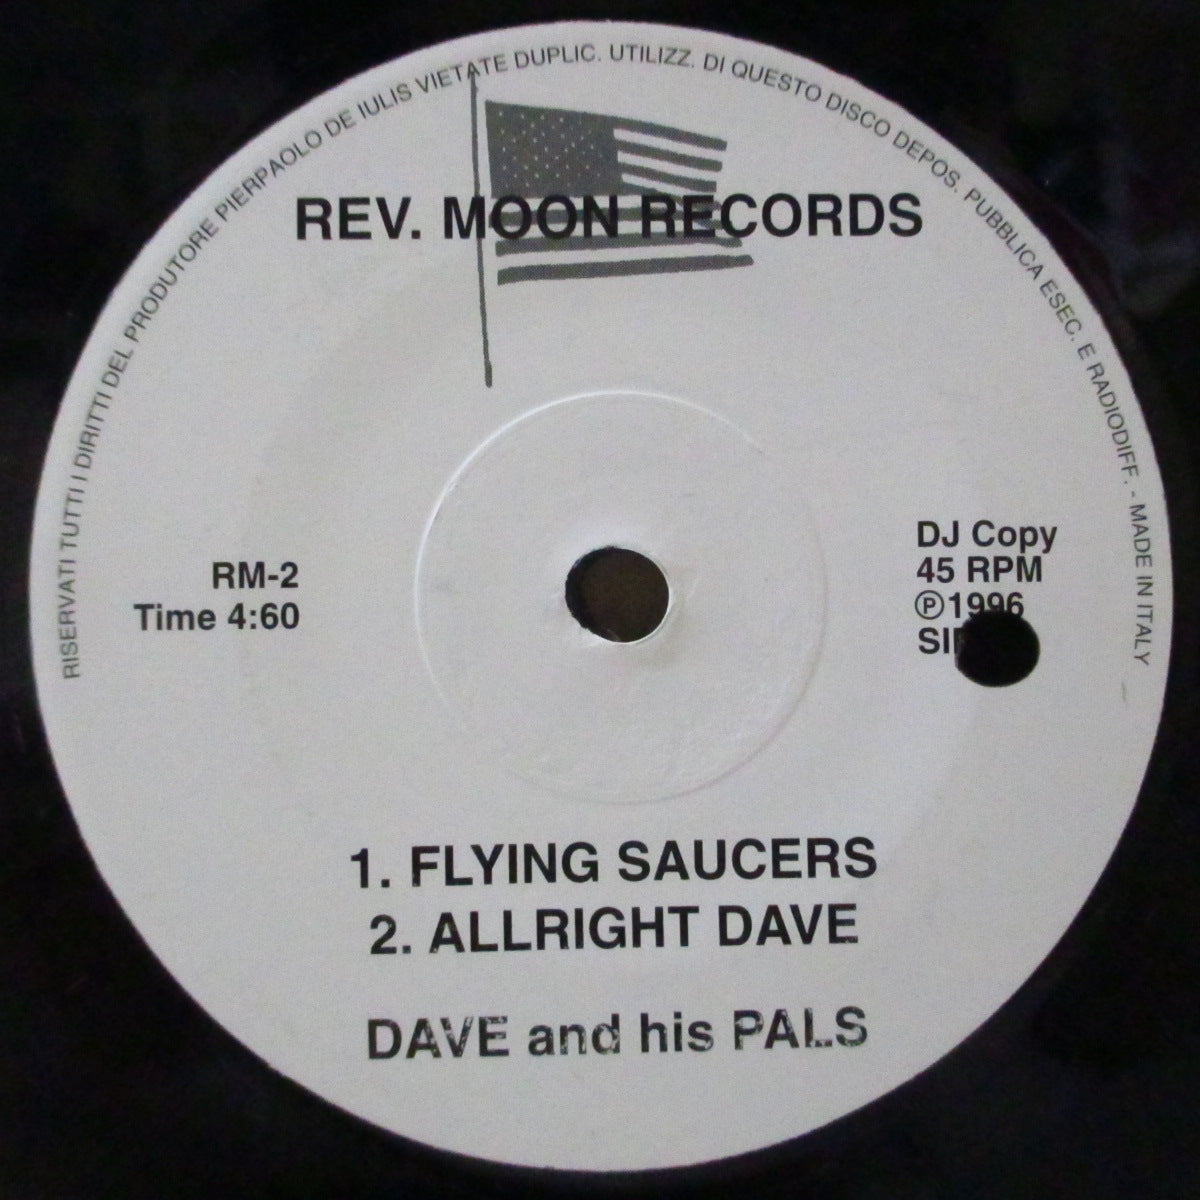 RISERVATI TUTTI I DIRITTI DEL PRODUTORE PIERPAOLO DE IULIS VIETATE DUPLIC. UTILIZZ. DI QUESTO DISCO DEPOS. PUBBLICA ESEC. E RADIODIFF. - MADE IN ITALY
REV. MOON RECORDS
RM-2
Time 4:60
DJ Copy
45 RPM
℗1996
1. FLYING SAUCERS
2. ALLRIGHT DAVE
DAVE and his PALS